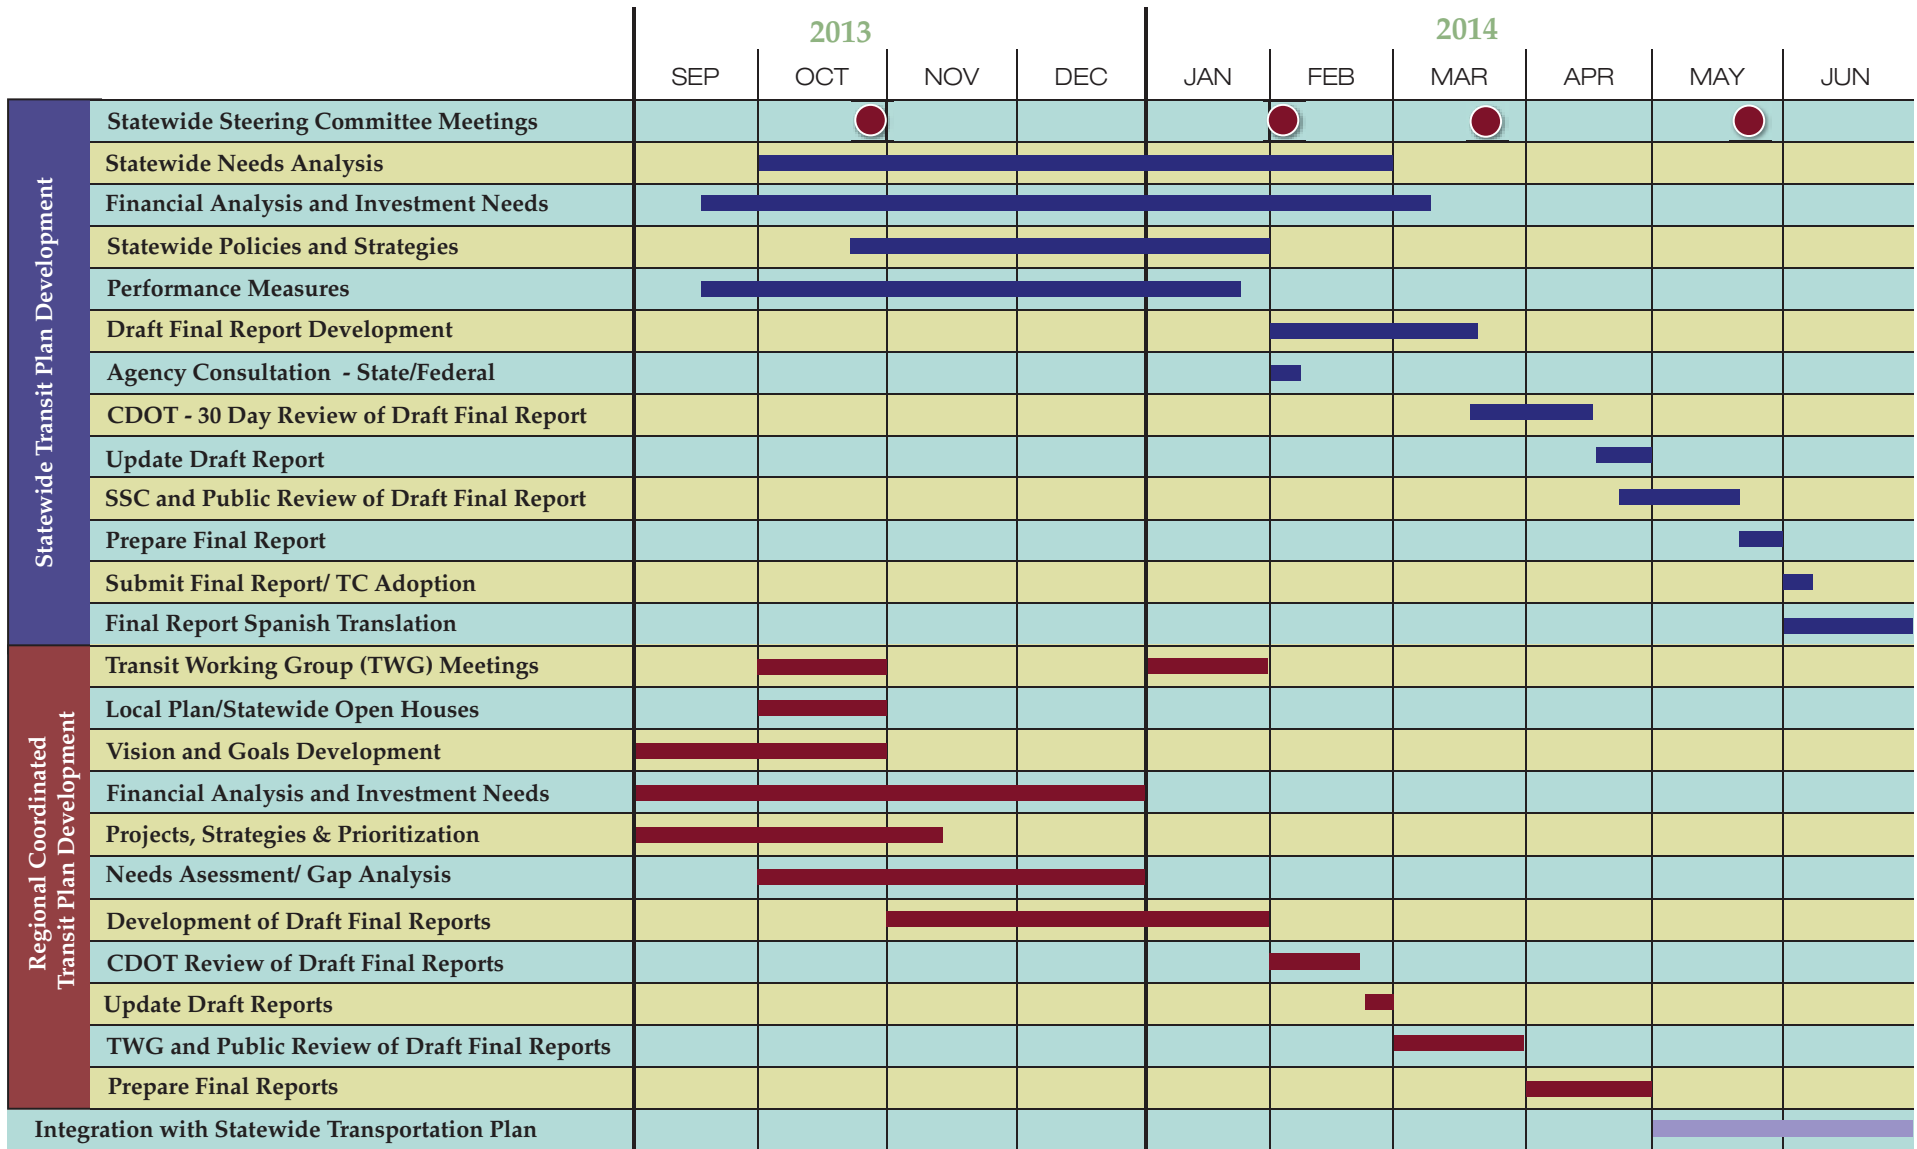 2013
2014
SEP OCT NOV DEC JAN FEB MAR APR MAY JUN
Statewide Transit Plan Development
Statewide Steering Committee Meetings
Statewide Needs Analysis
Financial Analysis and Investment Needs
Statewide Policies and Strategies
Performance Measures
Draft Final Report Development
Agency Consultation - State/Federal
CDOT - 30 Day Review of Draft Final Report
Update Draft Report
SSC and Public Review of Draft Final Report
Prepare Final Report
Submit Final Report/ TC Adoption
Final Report Spanish Translation
Regional Coordinated
Transit Plan Development
Transit Working Group (TWG) Meetings
Local Plan/Statewide Open Houses
Vision and Goals Development
Financial Analysis and Investment Needs
Projects, Strategies & Prioritization
Needs Asessment/ Gap Analysis
Development of Draft Final Reports
CDOT Review of Draft Final Reports
Update Draft Reports
TWG and Public Review of Draft Final Reports
Prepare Final Reports
Integration with Statewide Transportation Plan